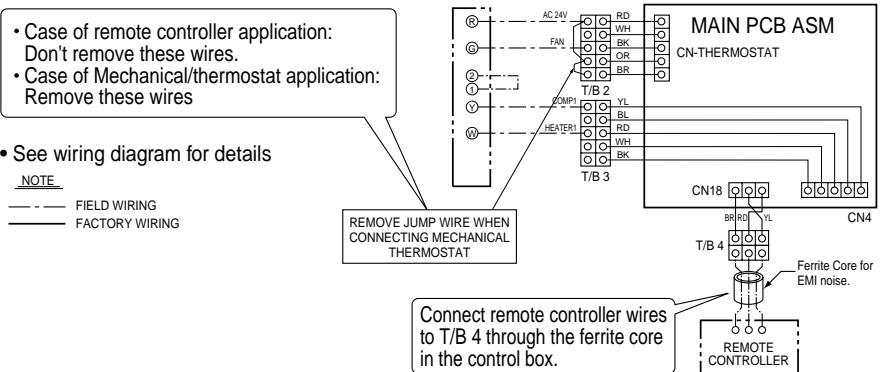 • Case of remote controller application:
Don't remove these wires.
• Case of Mechanical/thermostat application:
Remove these wires
• See wiring diagram for details
NOTE
FIELD WIRING
FACTORY WIRING
REMOVE JUMP WIRE WHEN
CONNECTING MECHANICAL
THERMOSTAT
R
G
2
1
Y
W
AC 24V
FAN
COMP1
HEATER1
RD
WH
BK
OR
BR
T/B 2
YL
BL
RD
WH
BK
T/B 3
MAIN PCB ASM
CN-THERMOSTAT
CN18
CN4
BR RD YL
T/B 4
Ferrite Core for
EMI noise.
Connect remote controller wires
to T/B 4 through the ferrite core
in the control box.
REMOTE
CONTROLLER